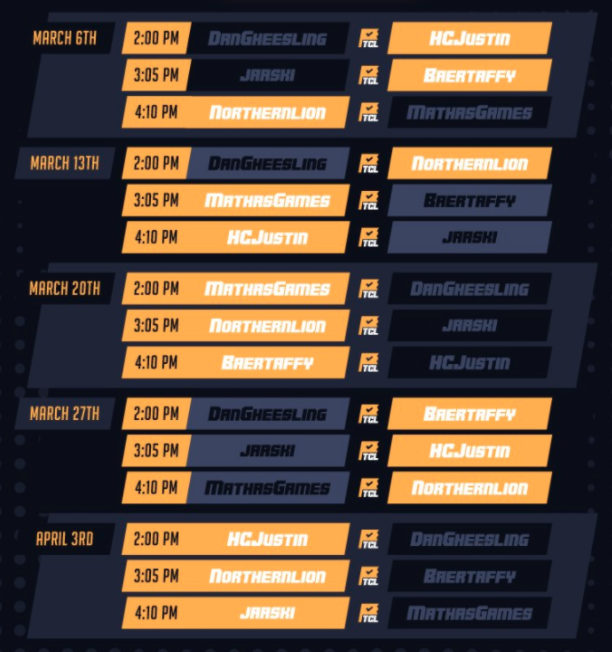 MARCH 6TH 2:00 PM DANGHEESLING TCL HCJUSTIN
3:05 PM JAASKI TCL BAERTAFFY
4:10 PM NORTHERNLION TCL MATHASGAMES
MARCH 13TH 2:00 PM DANGHEESLING TCL NORTHERNLION
3:05 PM MATHASGAMES TCL BAERTAFFY
4:10 PM HCJUSTIN TCL JAASKI
MARCH 20TH 2:00 PM MATHASGAMES TCL DANGHEESLING
3:05 PM NORTHERNLION TCL JAASKI
4:10 PM BAERTAFFY TCL HCJUSTIN
MARCH 27TH 2:00 PM DANGHEESLING TCL BAERTAFFY
3:05 PM JAASKI TCL HCJUSTIN
4:10 PM MATHASGAMES TCL NORTHERNLION
APRIL 3RD 2:00 PM HCJUSTIN TCL DANGHEESLING
3:05 PM NORTHERNLION TCL BAERTAFFY
4:10 PM JAASKI TCL MATHASGAMES